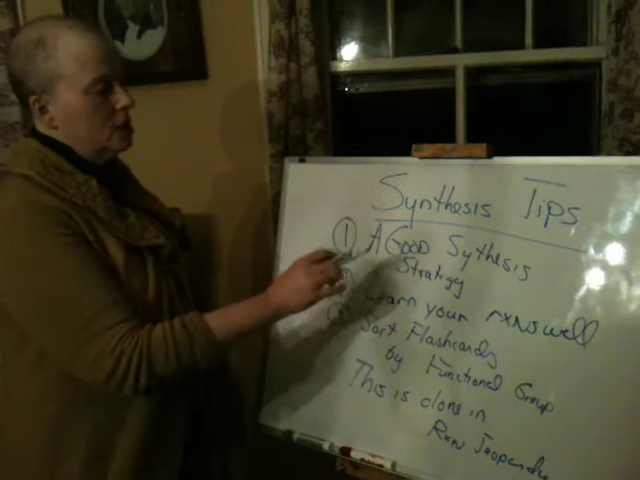 Synthesis Tips
① A GOOD Sythesis
Strategy
Learn your rxns well
Sort Flashcards
by Functional Group
This is done in
Rxn Jeopardy